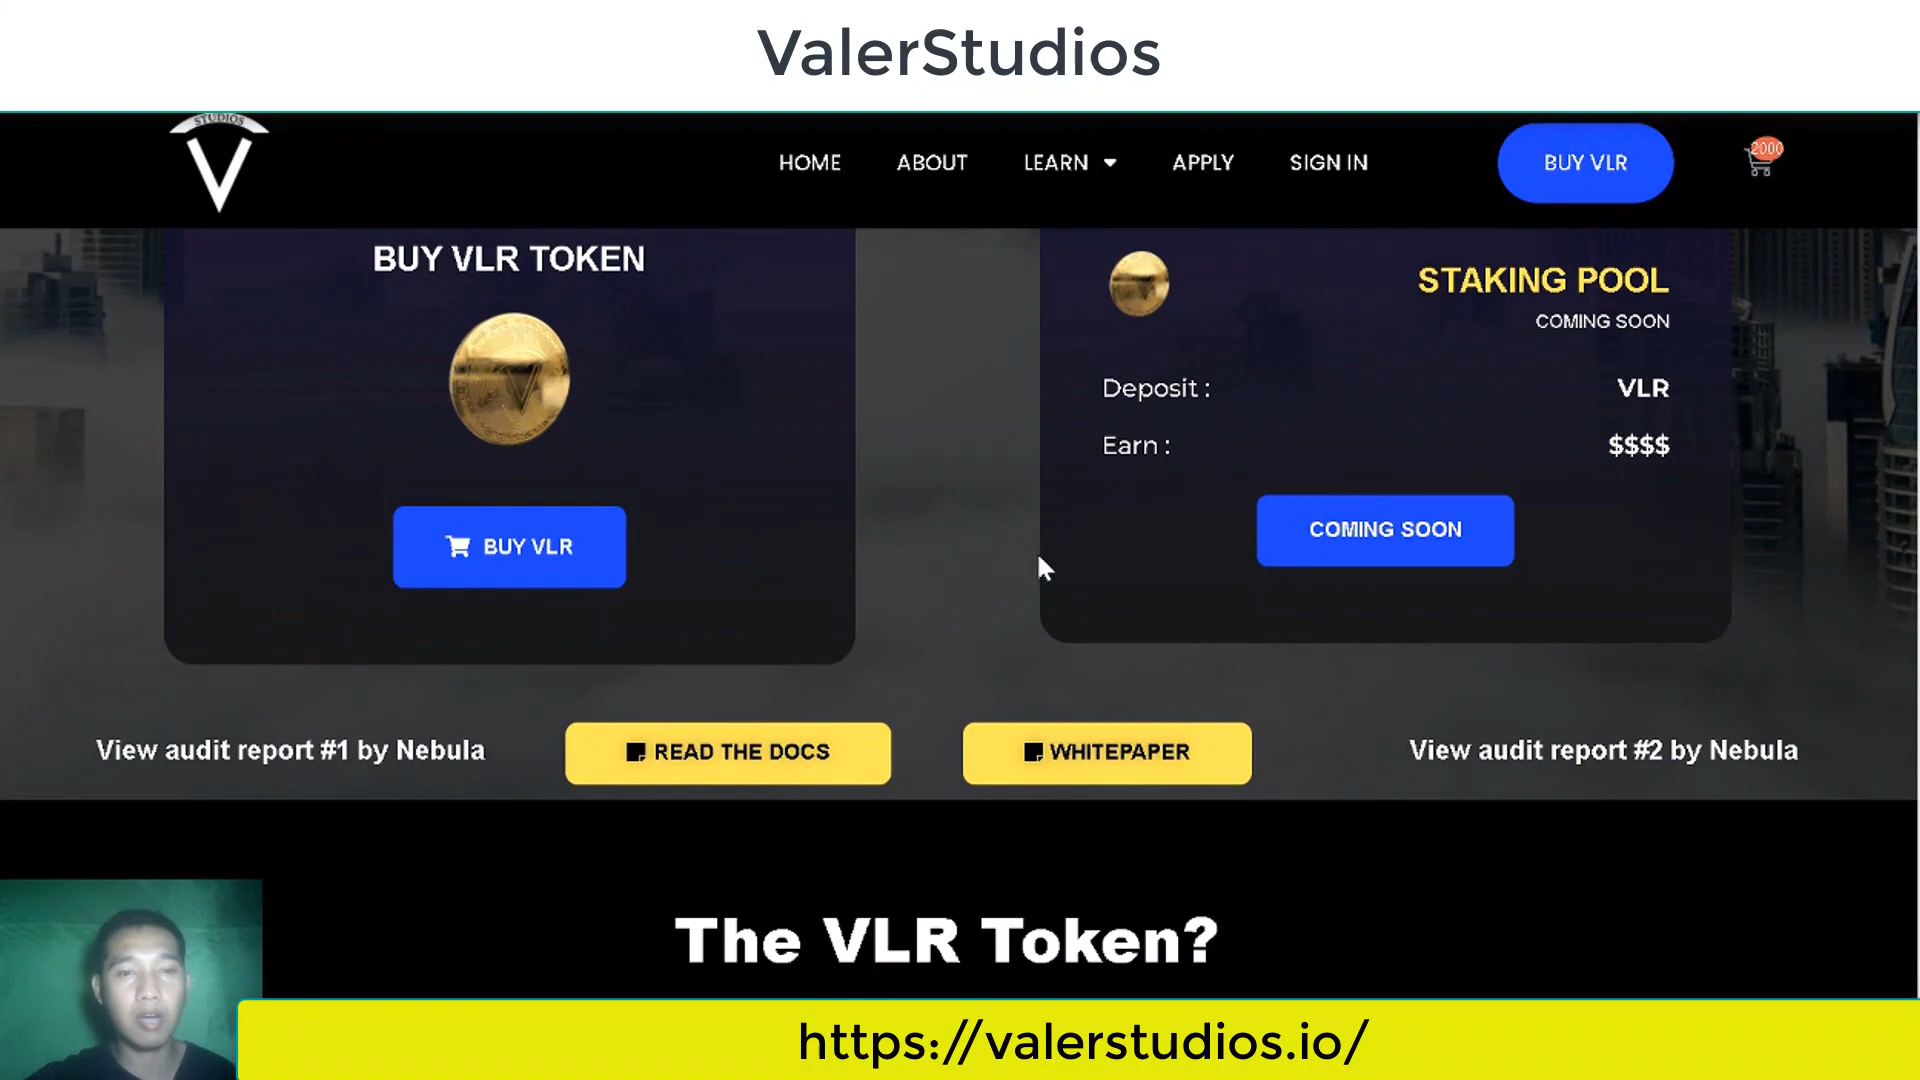 ValerStudios
STUDIOS
V
HOME ABOUT LEARN APPLY SIGN IN BUY VLR 2000
BUY VLR TOKEN
STAKING POOL
COMING SOON
Deposit : VLR
Earn : $$$$
BUY VLR
COMING SOON
View audit report #1 by Nebula
READ THE DOCS
WHITEPAPER
View audit report #2 by Nebula
The VLR Token?
https://valerstudios.io/